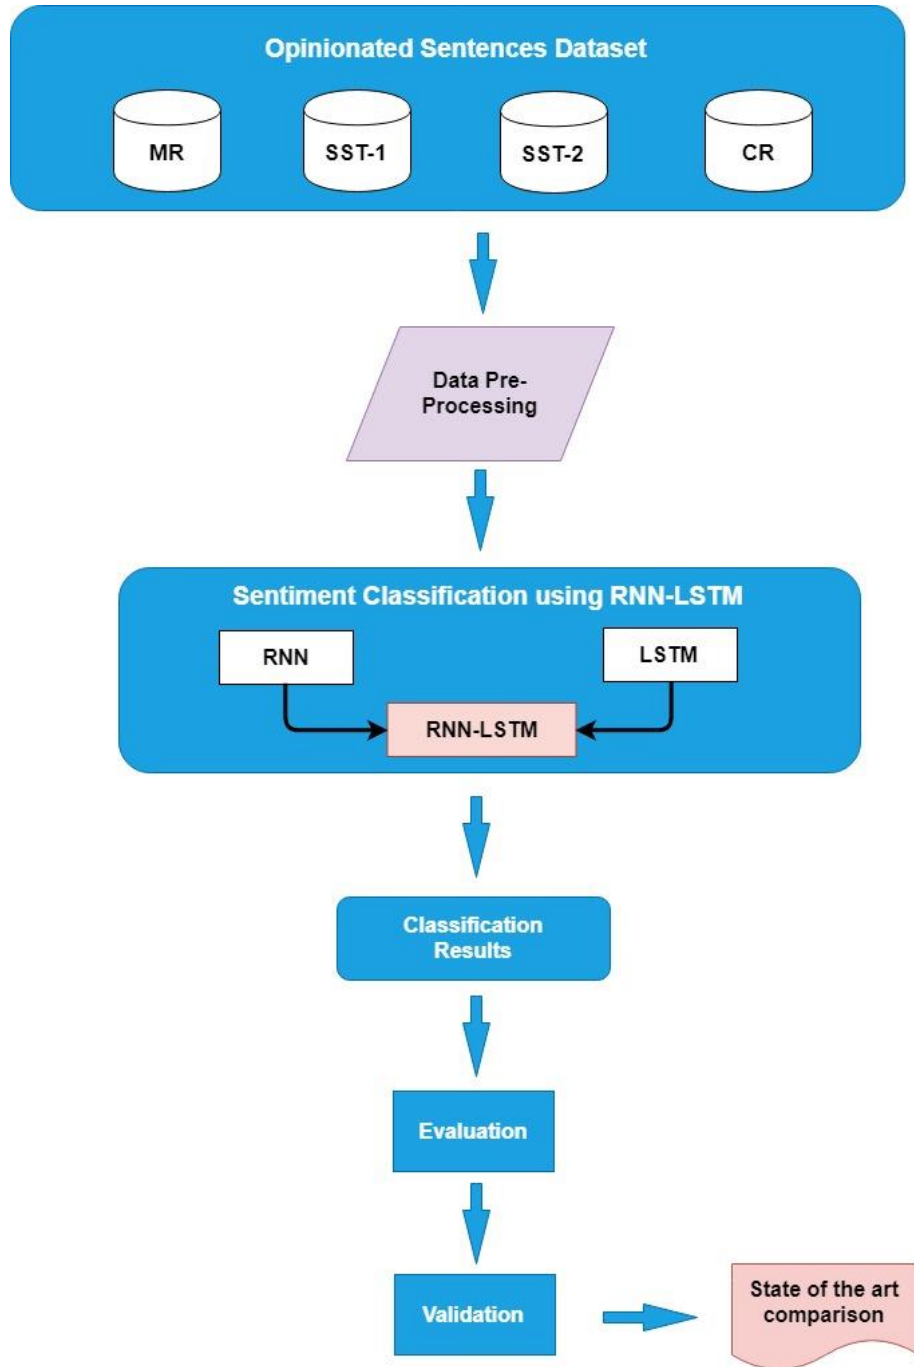 Opinionated Sentences Dataset
MR
SST-1
SST-2
CR
Data Pre-
Processing
Sentiment Classification using RNN-LSTM
RNN
LSTM
RNN-LSTM
Classification
Results
Evaluation
Validation
State of the art
comparison